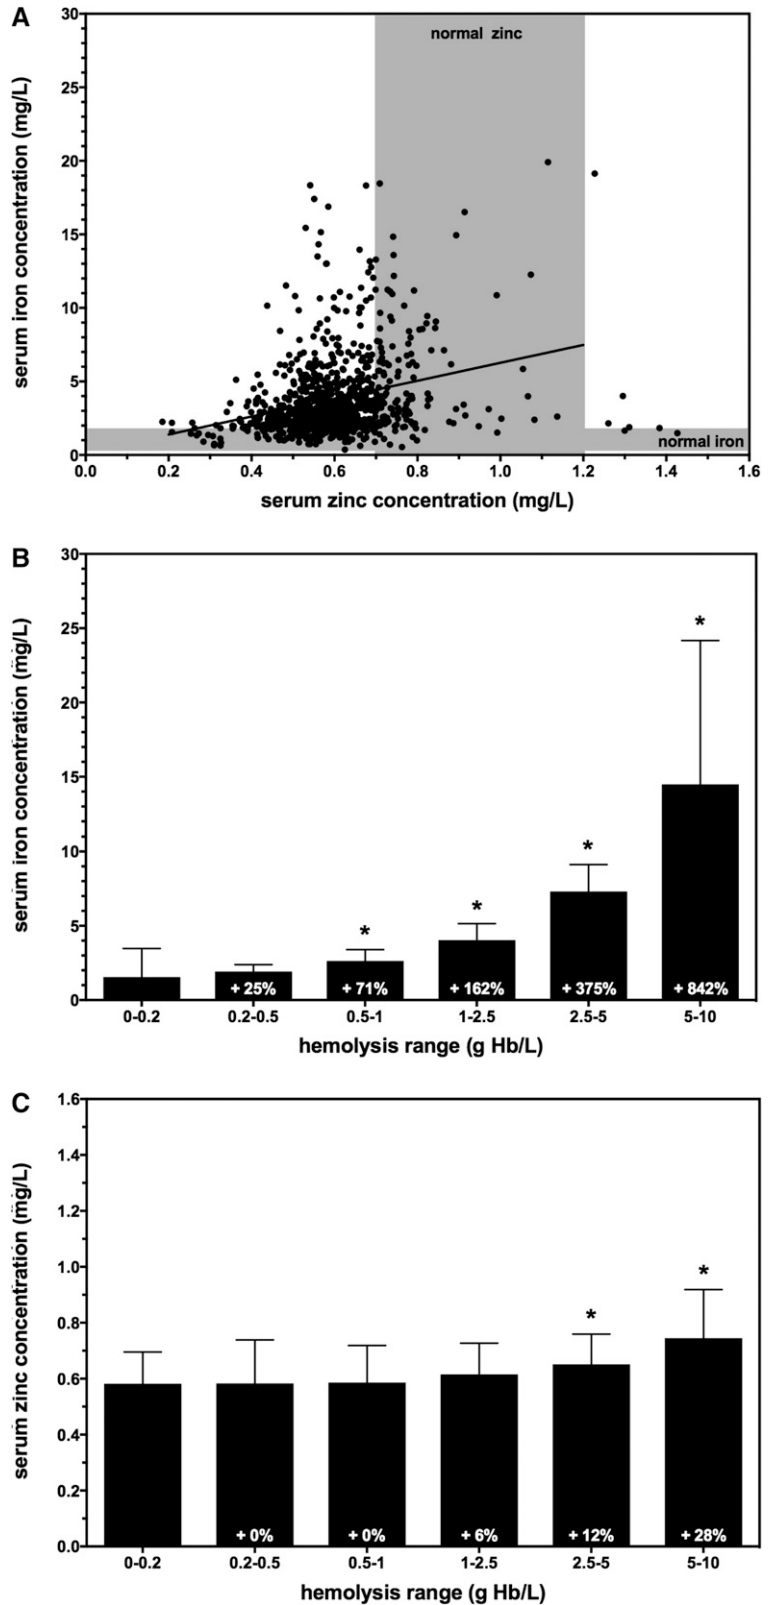 A
30
25
20
15
10
5
0
serum iron concentration (mg/L)
normal zinc
normal iron
0.0 0.2 0.4 0.6 0.8 1.0 1.2 1.4 1.6
serum zinc concentration (mg/L)
B
30
25
20
15
10
5
0
serum iron concentration (mg/L)
*
*
*
*
+ 25% + 71% + 162% + 375% + 842%
0-0.2 0.2-0.5 0.5-1 1-2.5 2.5-5 5-10
hemolysis range (g Hb/L)
C
1.6
1.4
1.2
1.0
0.8
0.6
0.4
0.2
0.0
serum zinc concentration (mg/L)
*
*
+ 0% + 0% + 6% + 12% + 28%
0-0.2 0.2-0.5 0.5-1 1-2.5 2.5-5 5-10
hemolysis range (g Hb/L)